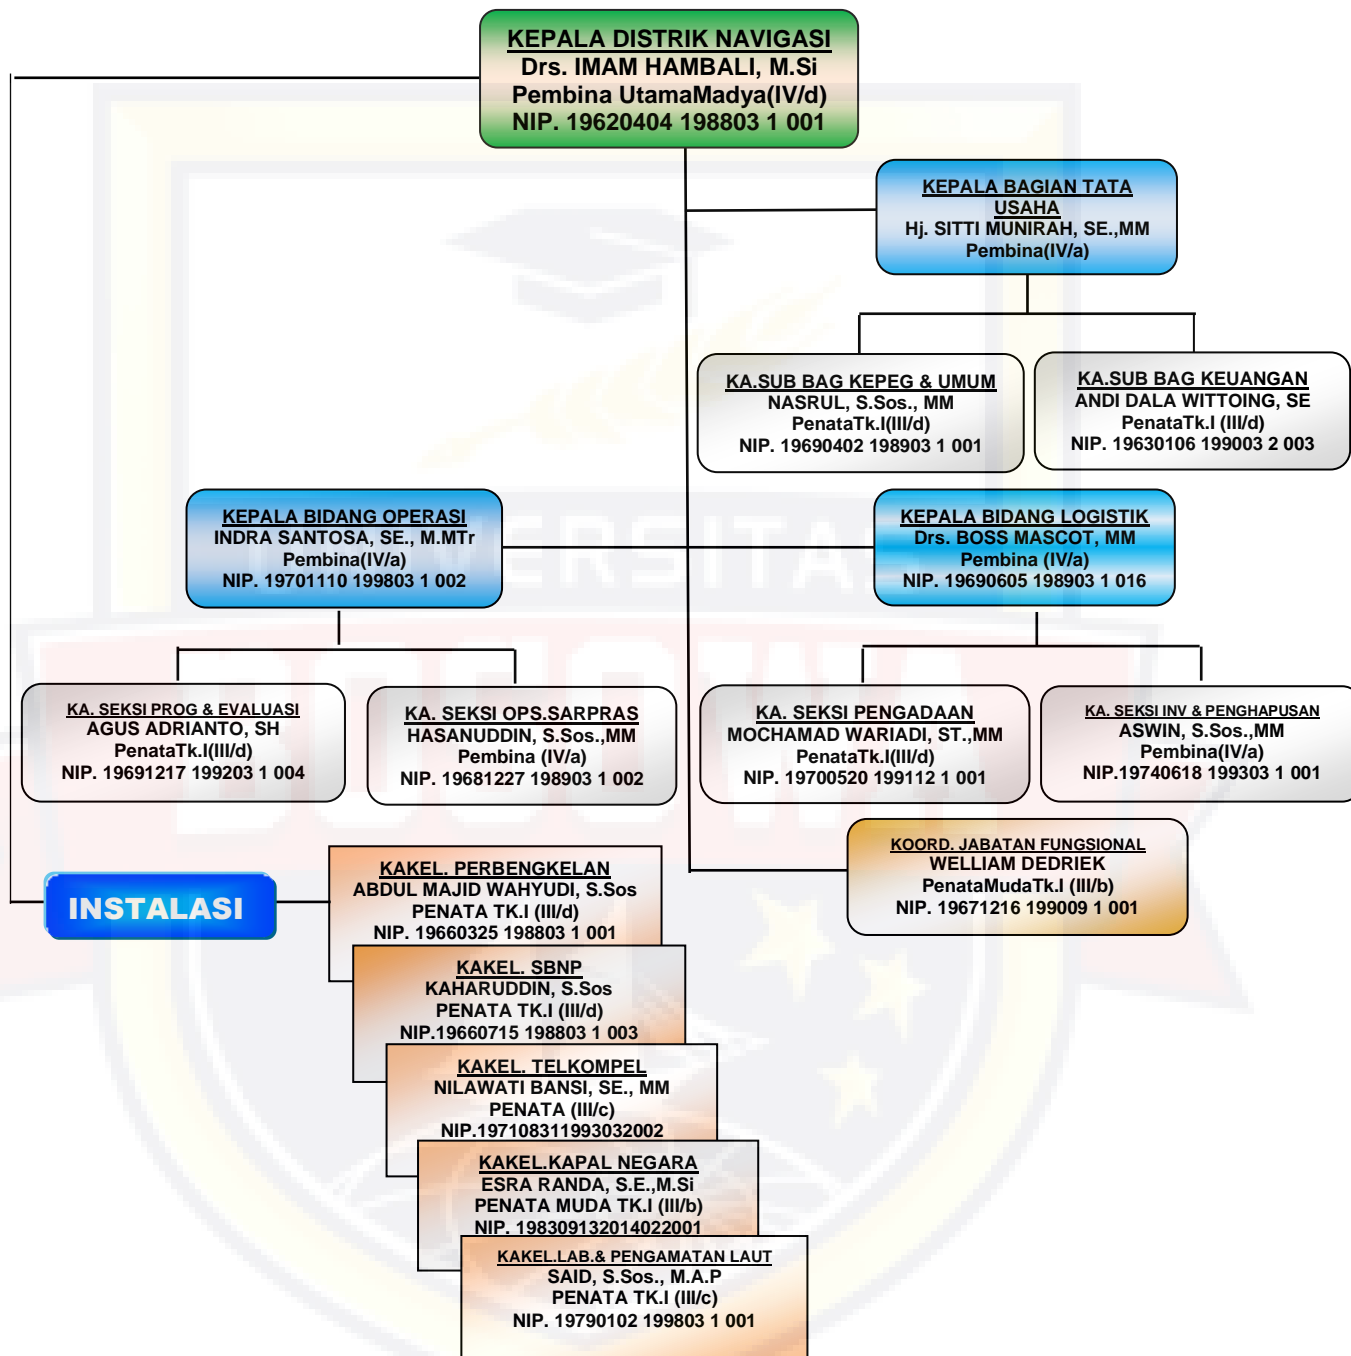 KEPALA DISTRIK NAVIGASI
Drs. IMAM HAMBALI, M.Si
Pembina UtamaMadya(IV/d)
NIP. 19620404 198803 1 001
KEPALA BAGIAN TATA
USAHA
Hj. SITTI MUNIRAH, SE.,MM
Pembina(IV/a)
KA.SUB BAG KEPEG & UMUM
NASRUL, S.Sos., MM
PenataTk.I(III/d)
NIP. 19690402 198903 1 001
KA.SUB BAG KEUANGAN
ANDI DALA WITTOING, SE
PenataTk.I (III/d)
NIP. 19630106 199003 2 003
KEPALA BIDANG OPERASI
INDRA SANTOSA, SE., M.MTr
Pembina(IV/a)
NIP. 19701110 199803 1 002
KEPALA BIDANG LOGISTIK
Drs. BOSS MASCOT, MM
Pembina (IV/a)
NIP. 19690605 198903 1 016
UNIVERSITAS
BOSOWA
KA. SEKSI PROG & EVALUASI
AGUS ADRIANTO, SH
PenataTk.I(III/d)
NIP. 19691217 199203 1 004
KA. SEKSI OPS.SARPRAS
HASANUDDIN, S.Sos.,MM
Pembina (IV/a)
NIP. 19681227 198903 1 002
KA. SEKSI PENGADAAN
MOCHAMAD WARIADI, ST.,MM
PenataTk.I(III/d)
NIP. 19700520 199112 1 001
KA. SEKSI INV & PENGHAPUSAN
ASWIN, S.Sos.,MM
Pembina(IV/a)
NIP.19740618 199303 1 001
KOORD. JABATAN FUNGSIONAL
WELLIAM DEDRIEK
PenataMudaTk.I (III/b)
NIP. 19671216 199009 1 001
INSTALASI
KAKEL. PERBENGKELAN
ABDUL MAJID WAHYUDI, S.Sos
PENATA TK.I (III/d)
NIP. 19660325 198803 1 001
KAKEL. SBNP
KAHARUDDIN, S.Sos
PENATA TK.I (III/d)
NIP.19660715 198803 1 003
KAKEL. TELKOMPEL
NILAWATI BANSI, SE., MM
PENATA (III/c)
NIP.197108311993032002
KAKEL.KAPAL NEGARA
ESRA RANDA, S.E.,M.Si
PENATA MUDA TK.I (III/b)
NIP. 198309132014022001
KAKEL.LAB.& PENGAMATAN LAUT
SAID, S.Sos., M.A.P
PENATA TK.I (III/c)
NIP. 19790102 199803 1 001